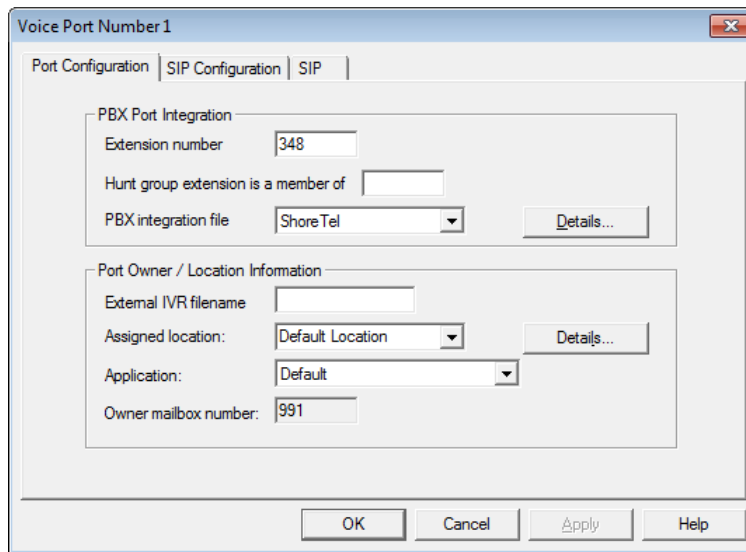 Voice Port Number 1
Port Configuration SIP Configuration SIP
PBX Port Integration
Extension number 348
Hunt group extension is a member of
PBX integration file ShoreTel Details...
Port Owner / Location Information
External IVR filename
Assigned location: Default Location Details...
Application: Default
Owner mailbox number: 991
OK Cancel Apply Help